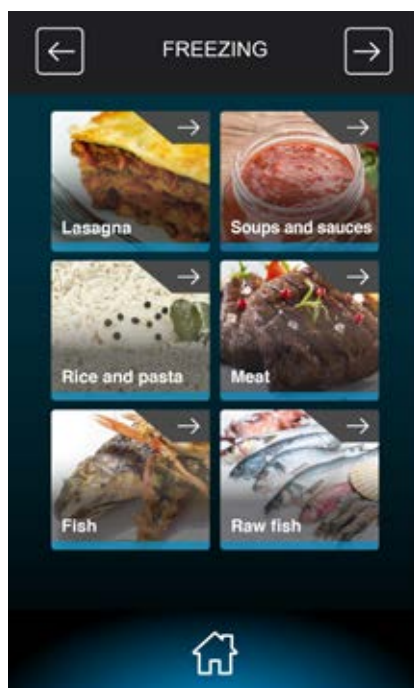 FREEZING
Lasagna
Soups and sauces
Rice and pasta
Meat
Fish
Raw fish